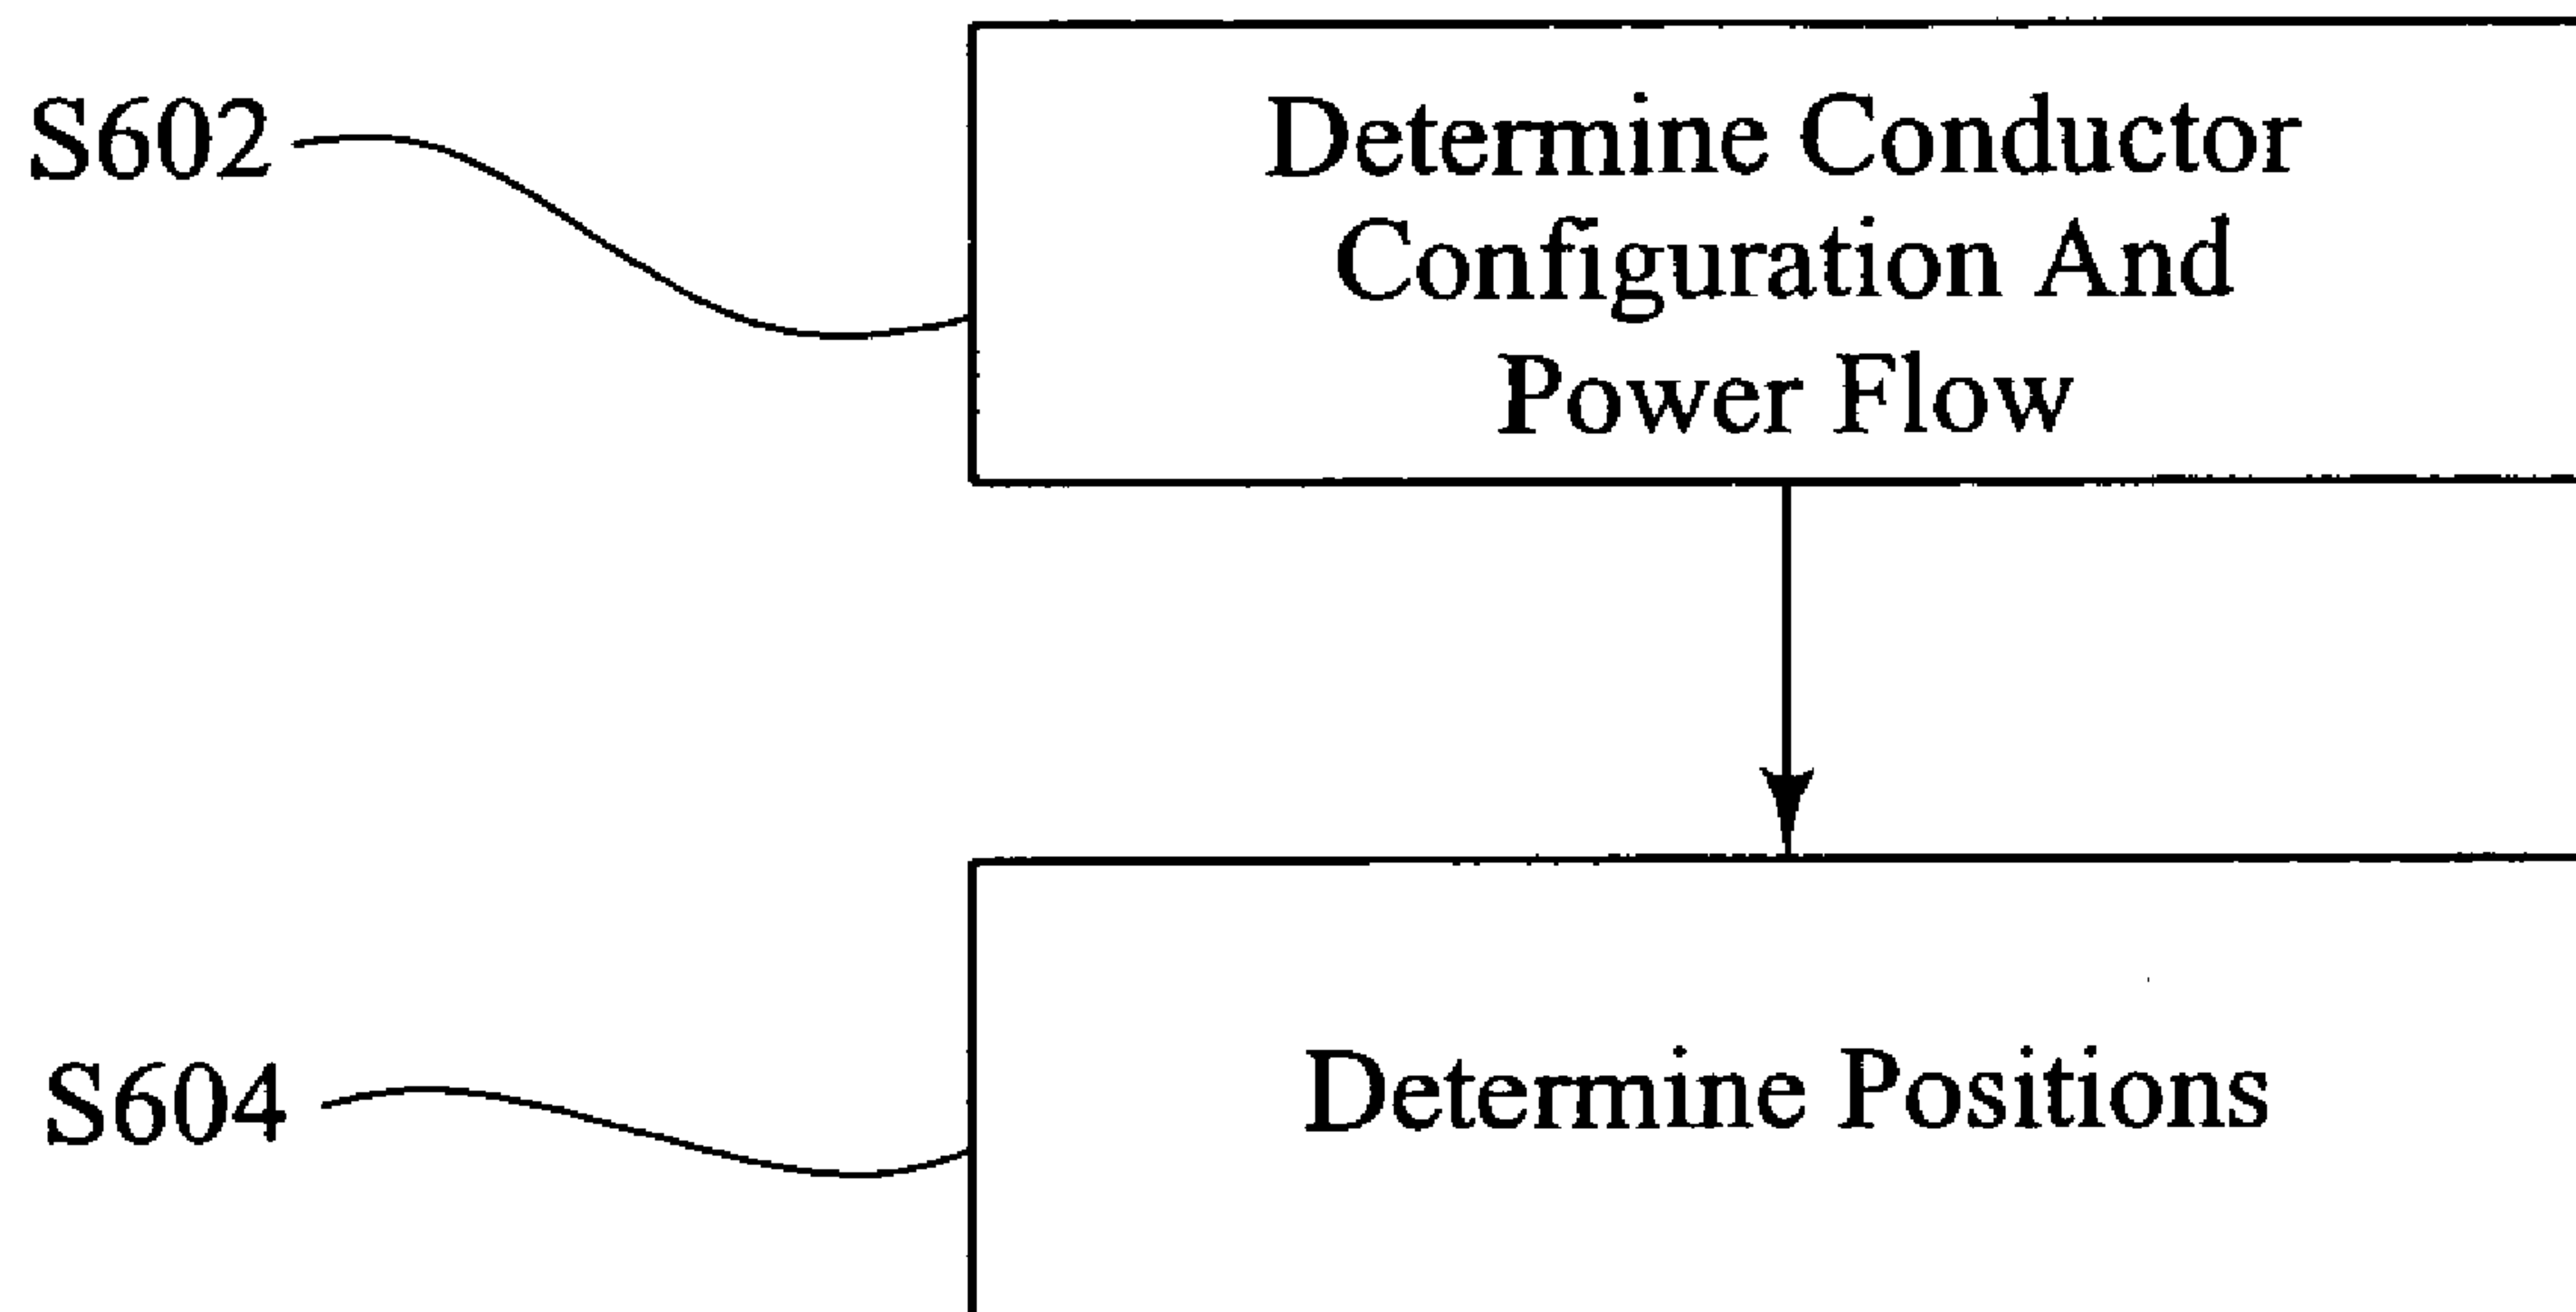 S602
Determine Conductor
Configuration And
Power Flow
S604
Determine Positions